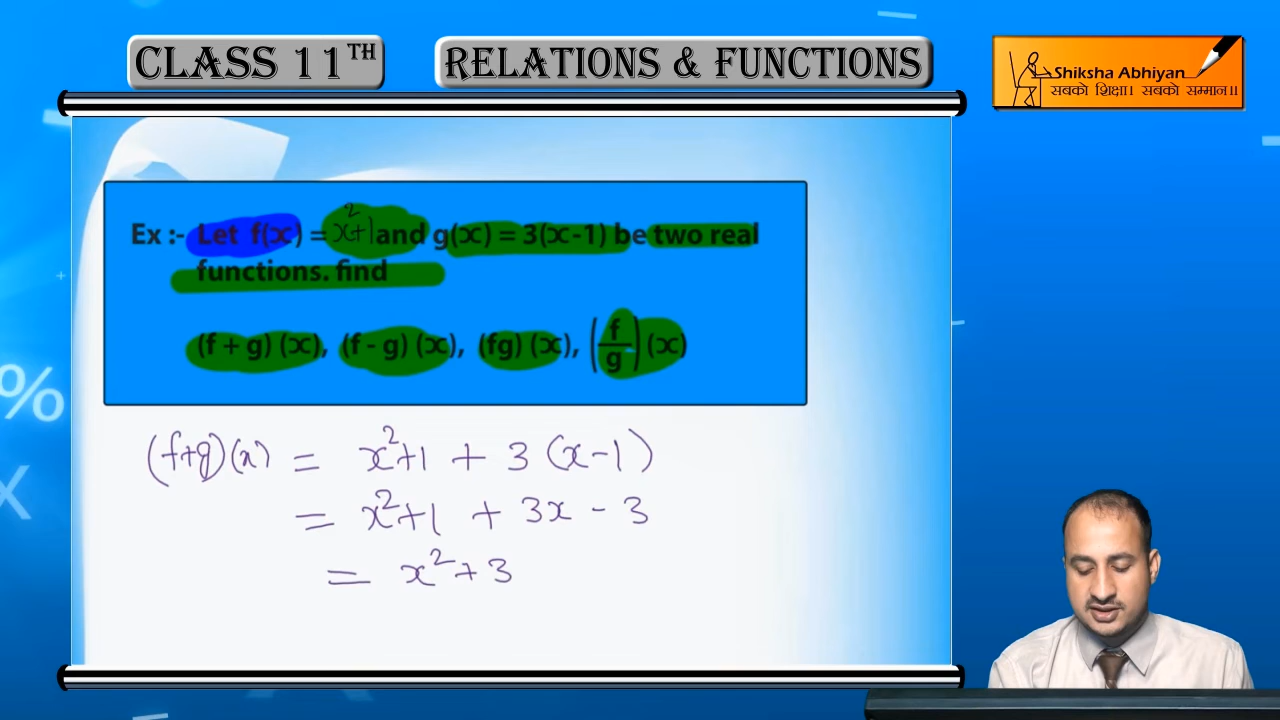 CLASS 11TH
RELATIONS & FUNCTIONS
Shiksha Abhiyan
सबको शिक्षा। सबको सम्मान॥
Ex :- Let f(x) = x²+1 and g(x) = 3(x-1) be two real
functions. find
(f + g) (x), (f - g) (x), (fg) (x), (f/g) (x)
(f+g)(x) = x²+1 + 3(x-1)
= x²+1 + 3x - 3
= x²+3
%
X